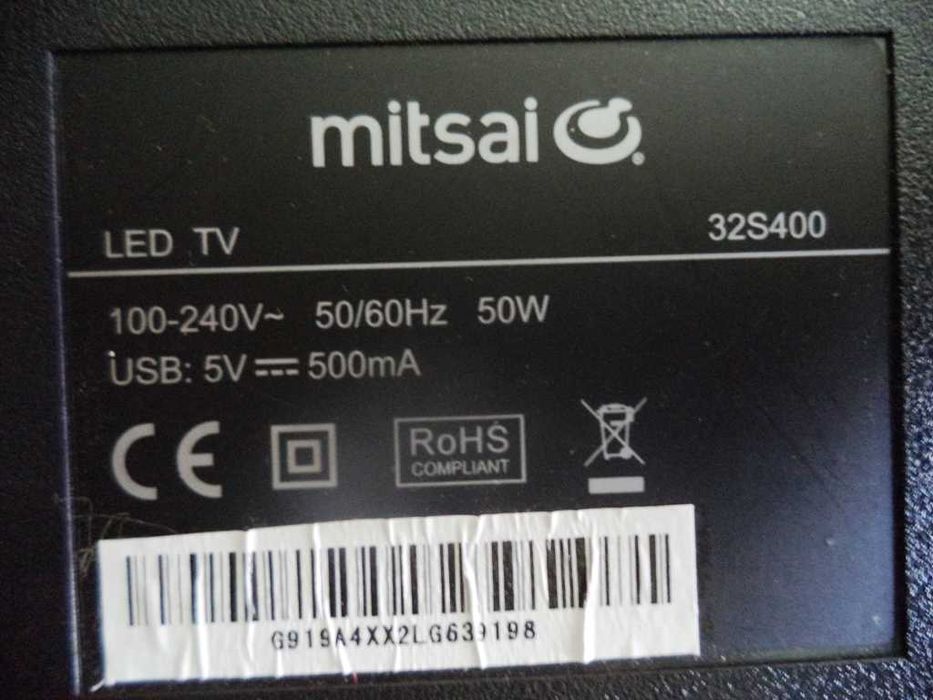 mitsai
LED TV 32S400
100-240V~ 50/60Hz 50W
USB: 5V⎓500mA
CE
RoHS
COMPLIANT
G919A4XX2LG639198